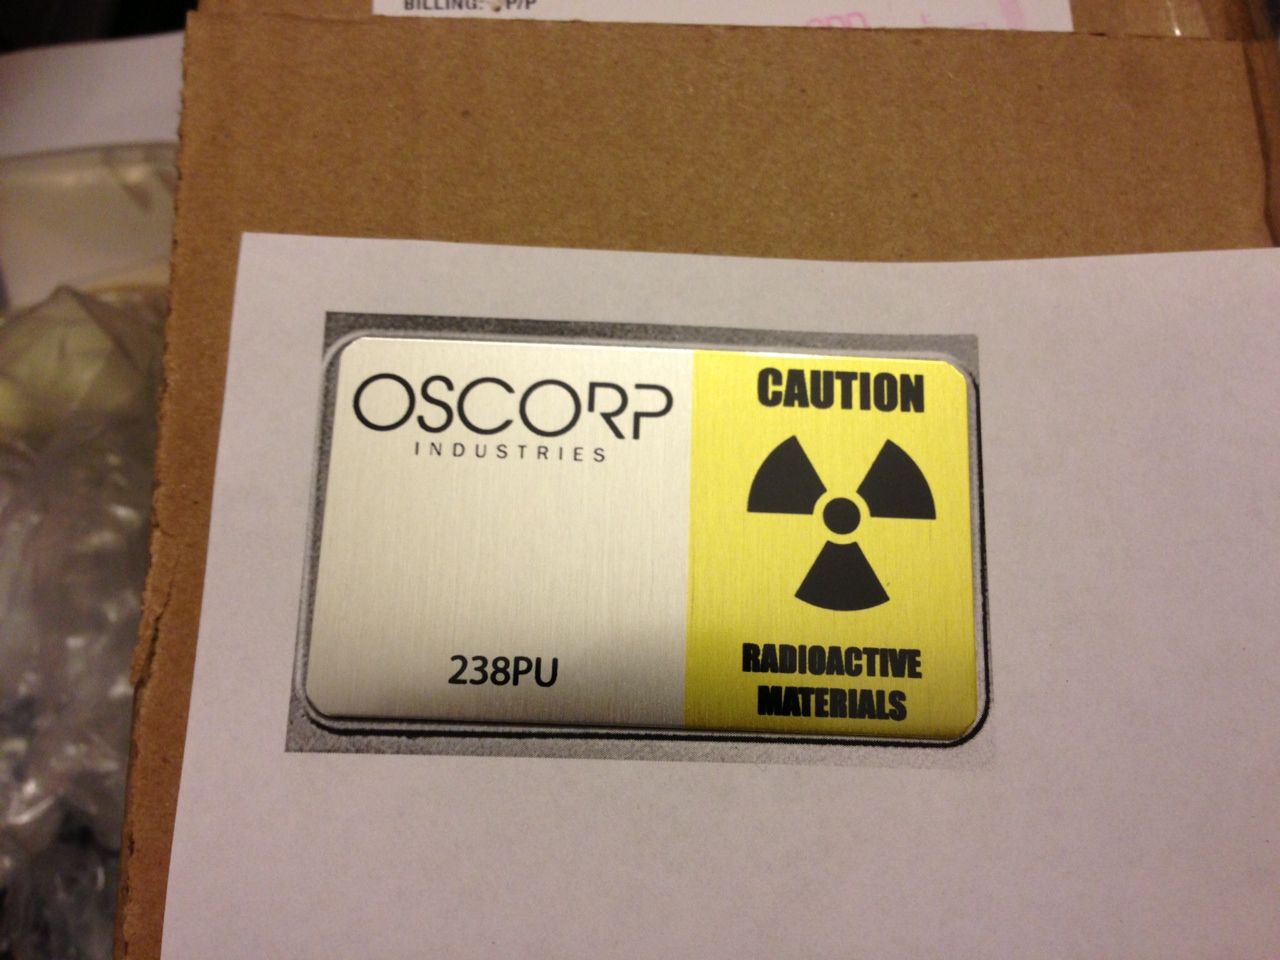 BILLING: P/P
OSCORP
INDUSTRIES
238PU
CAUTION
RADIOACTIVE
MATERIALS